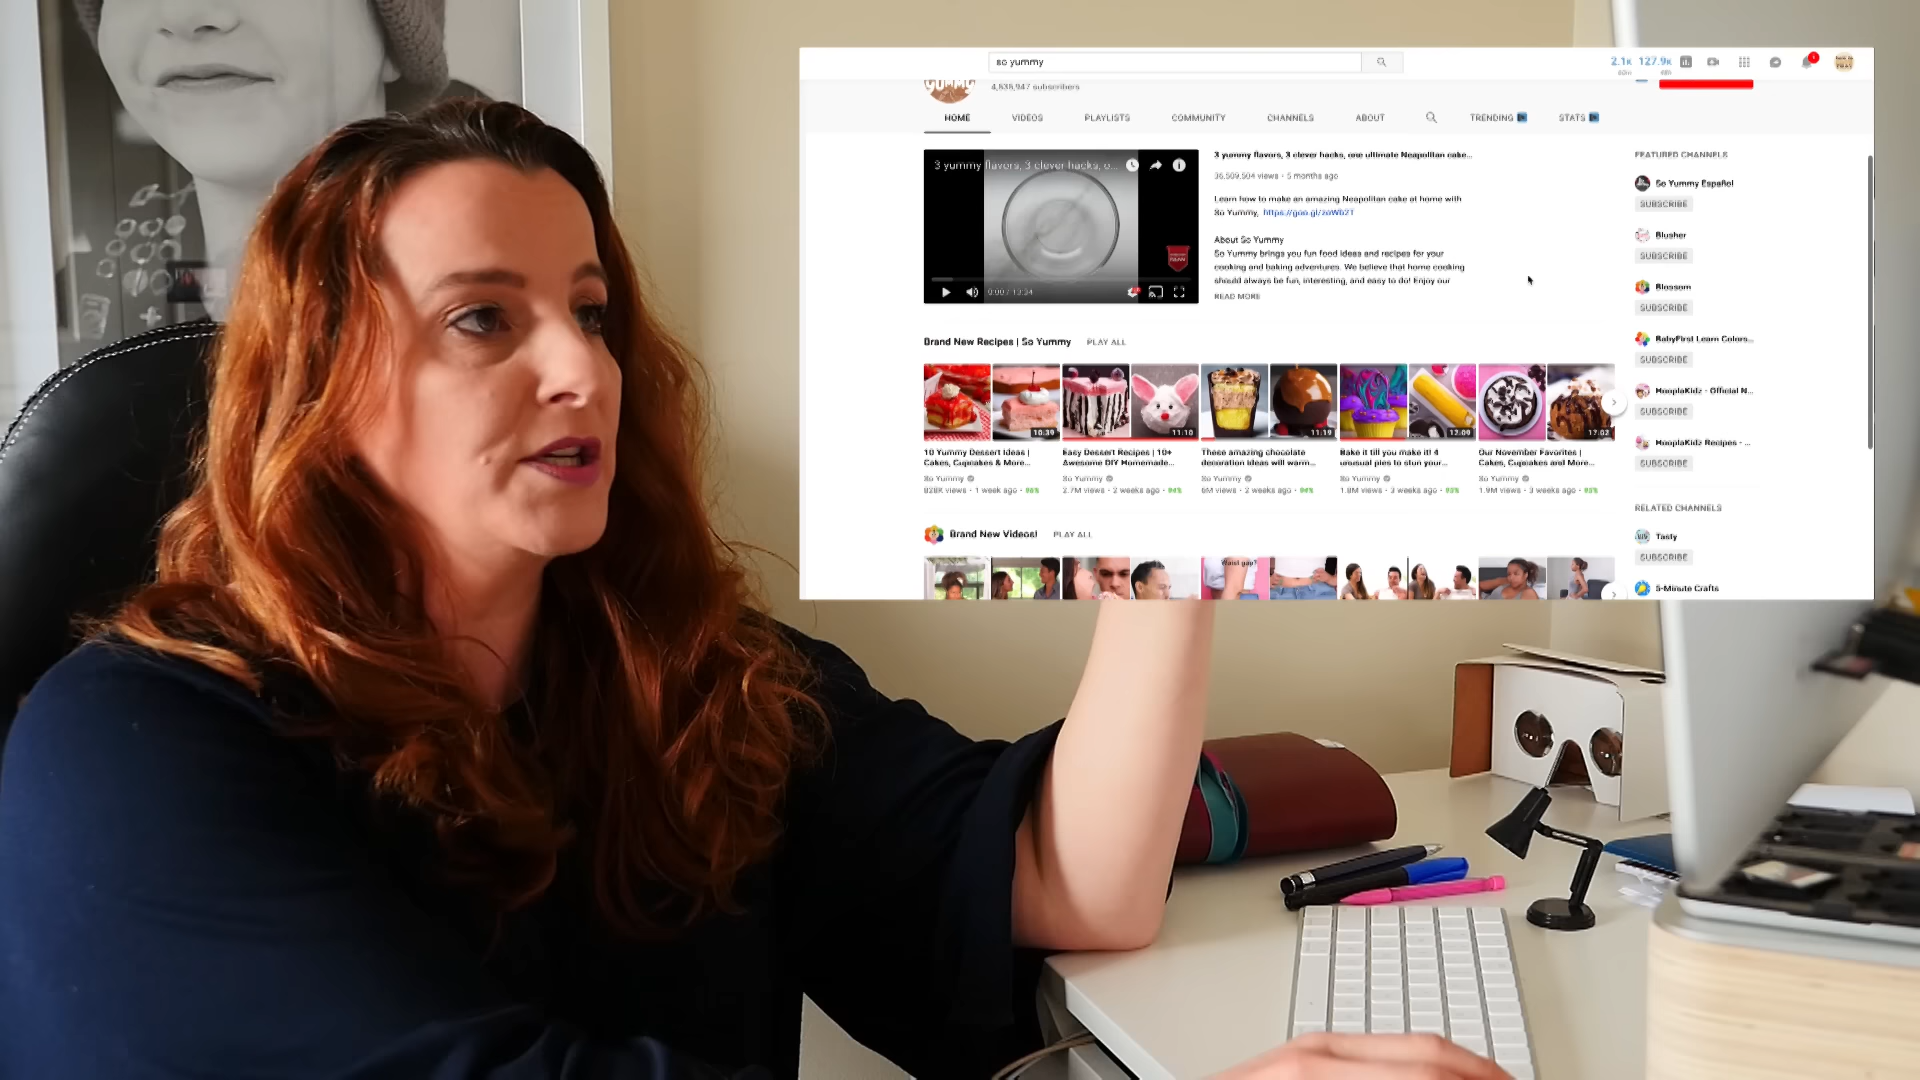 so yummy
2.1K 127.9K
60m 48h
YUMMY
4,838,947 subscribers
HOME VIDEOS PLAYLISTS COMMUNITY CHANNELS ABOUT TRENDING STATS
3 yummy flavors, 3 clever hacks, o...
0:00 / 13:34
3 yummy flavors, 3 clever hacks, one ultimate Neapolitan cake...
36,509,504 views • 5 months ago
Learn how to make an amazing Neapolitan cake at home with
So Yummy,
About So Yummy
So Yummy brings you fun food ideas and recipes for your
cooking and baking adventures. We believe that home cooking
should always be fun, interesting, and easy to do! Enjoy our
READ MORE
FEATURED CHANNELS
So Yummy Español
SUBSCRIBE
Blusher
SUBSCRIBE
Blossom
SUBSCRIBE
BabyFirst Learn Colors...
SUBSCRIBE
HooplaKidz - Official N...
SUBSCRIBE
HooplaKidz Recipes - ...
SUBSCRIBE
RELATED CHANNELS
Tasty
SUBSCRIBE
5-Minute Crafts
Brand New Recipes | So Yummy PLAY ALL
10:39 11:10 11:19 12:09 17:02
10 Yummy Dessert Ideas |
Cakes, Cupcakes & More...
So Yummy
828K views • 1 week ago • 96%
Easy Dessert Recipes | 10+
Awesome DIY Homemade...
So Yummy
2.7M views • 2 weeks ago • 94%
These amazing chocolate
decoration ideas will warm...
So Yummy
6M views • 2 weeks ago • 94%
Bake it till you make it! 4
unusual pies to stun your...
So Yummy
1.8M views • 3 weeks ago • 93%
Our November Favorites |
Cakes, Cupcakes and More...
So Yummy
1.9M views • 3 weeks ago • 93%
Brand New Videos! PLAY ALL
Waist gap?